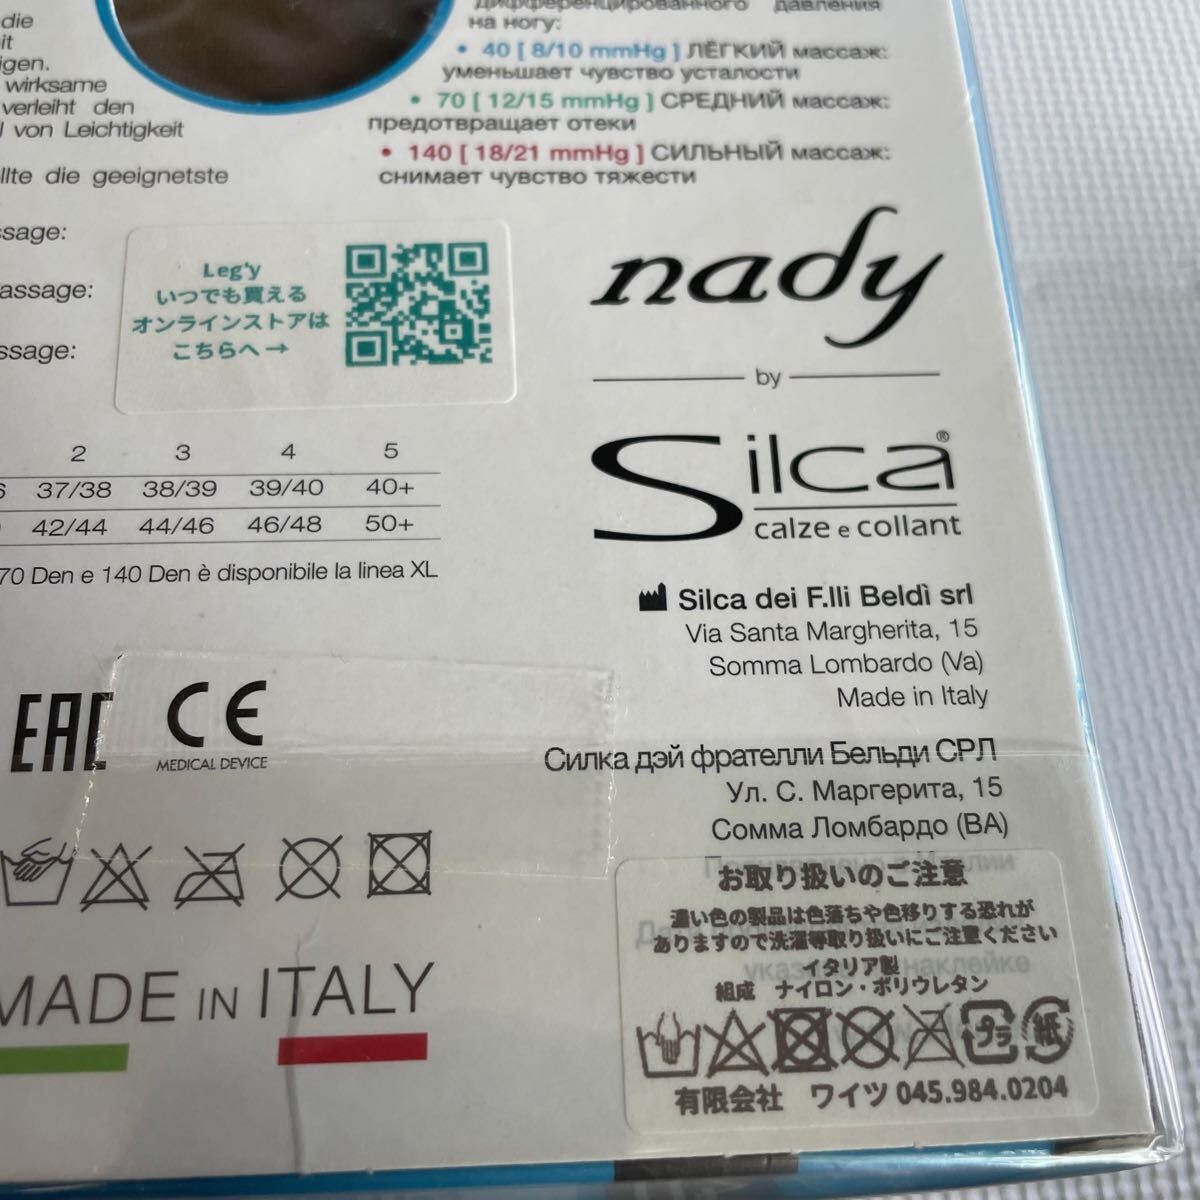 die
it
igen.
wirksame
verleiht den
von Leichtigkeit
llte die geeignetste
ssage:
assage:
ssage:
дифференцированного давления
на ногу:
• 40 [ 8/10 mmHg ] ЛЁГКИЙ массаж:
уменьшает чувство усталости
• 70 [ 12/15 mmHg ] СРЕДНИЙ массаж:
предотвращает отеки
• 140 [ 18/21 mmHg ] СИЛЬНЫЙ массаж:
снимает чувство тяжести
Leg'y
いつでも買える
オンラインストアは
こちらへ→
nady
by
Silca®
calze e collant
2 3 4 5
6 37/38 38/39 39/40 40+
42/44 44/46 46/48 50+
70 Den e 140 Den è disponibile la linea XL
Silca dei F.lli Beldì srl
Via Santa Margherita, 15
Somma Lombardo (Va)
Made in Italy
EAC CE
MEDICAL DEVICE
Силка дэй фрателли Бельди СРЛ
Ул. С. Маргерита, 15
Сомма Ломбардо (ВА)
MADE IN ITALY
お取り扱いのご注意
濃い色の製品は色落ちや色移りする恐れが
ありますので洗濯等取り扱いにご注意ください
イタリア製
組成 ナイロン・ポリウレタン
プラ 紙
有限会社 ワイツ 045.984.0204